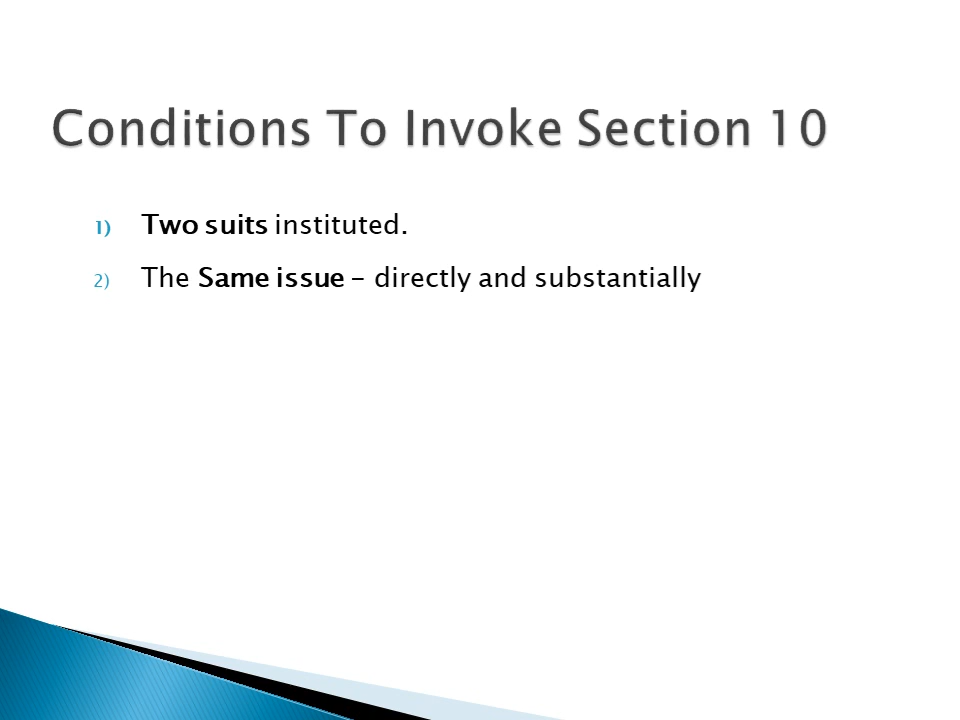 Conditions To Invoke Section 10
1) Two suits instituted.
2) The Same issue – directly and substantially